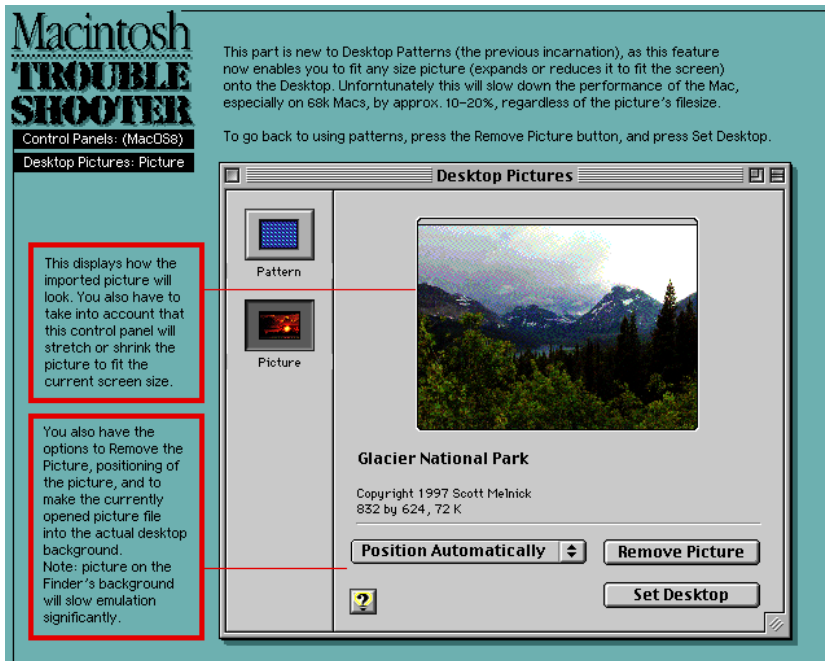 Macintosh
TROUBLE
SHOOTER
Control Panels: (MacOS8)
Desktop Pictures: Picture
This part is new to Desktop Patterns (the previous incarnation), as this feature
now enables you to fit any size picture (expands or reduces it to fit the screen)
onto the Desktop. Unforntunately this will slow down the performance of the Mac,
especially on 68k Macs, by approx. 10-20%, regardless of the picture's filesize.
To go back to using patterns, press the Remove Picture button, and press Set Desktop.
Desktop Pictures
Pattern
Picture
This displays how the
imported picture will
look. You also have to
take into account that
this control panel will
stretch or shrink the
picture to fit the
current screen size.
You also have the
options to Remove the
Picture, positioning of
the picture, and to
make the currently
opened picture file
into the actual desktop
background.
Note: picture on the
Finder's background
will slow emulation
significantly.
Glacier National Park
Copyright 1997 Scott Melnick
832 by 624, 72 K
Position Automatically
Remove Picture
?
Set Desktop